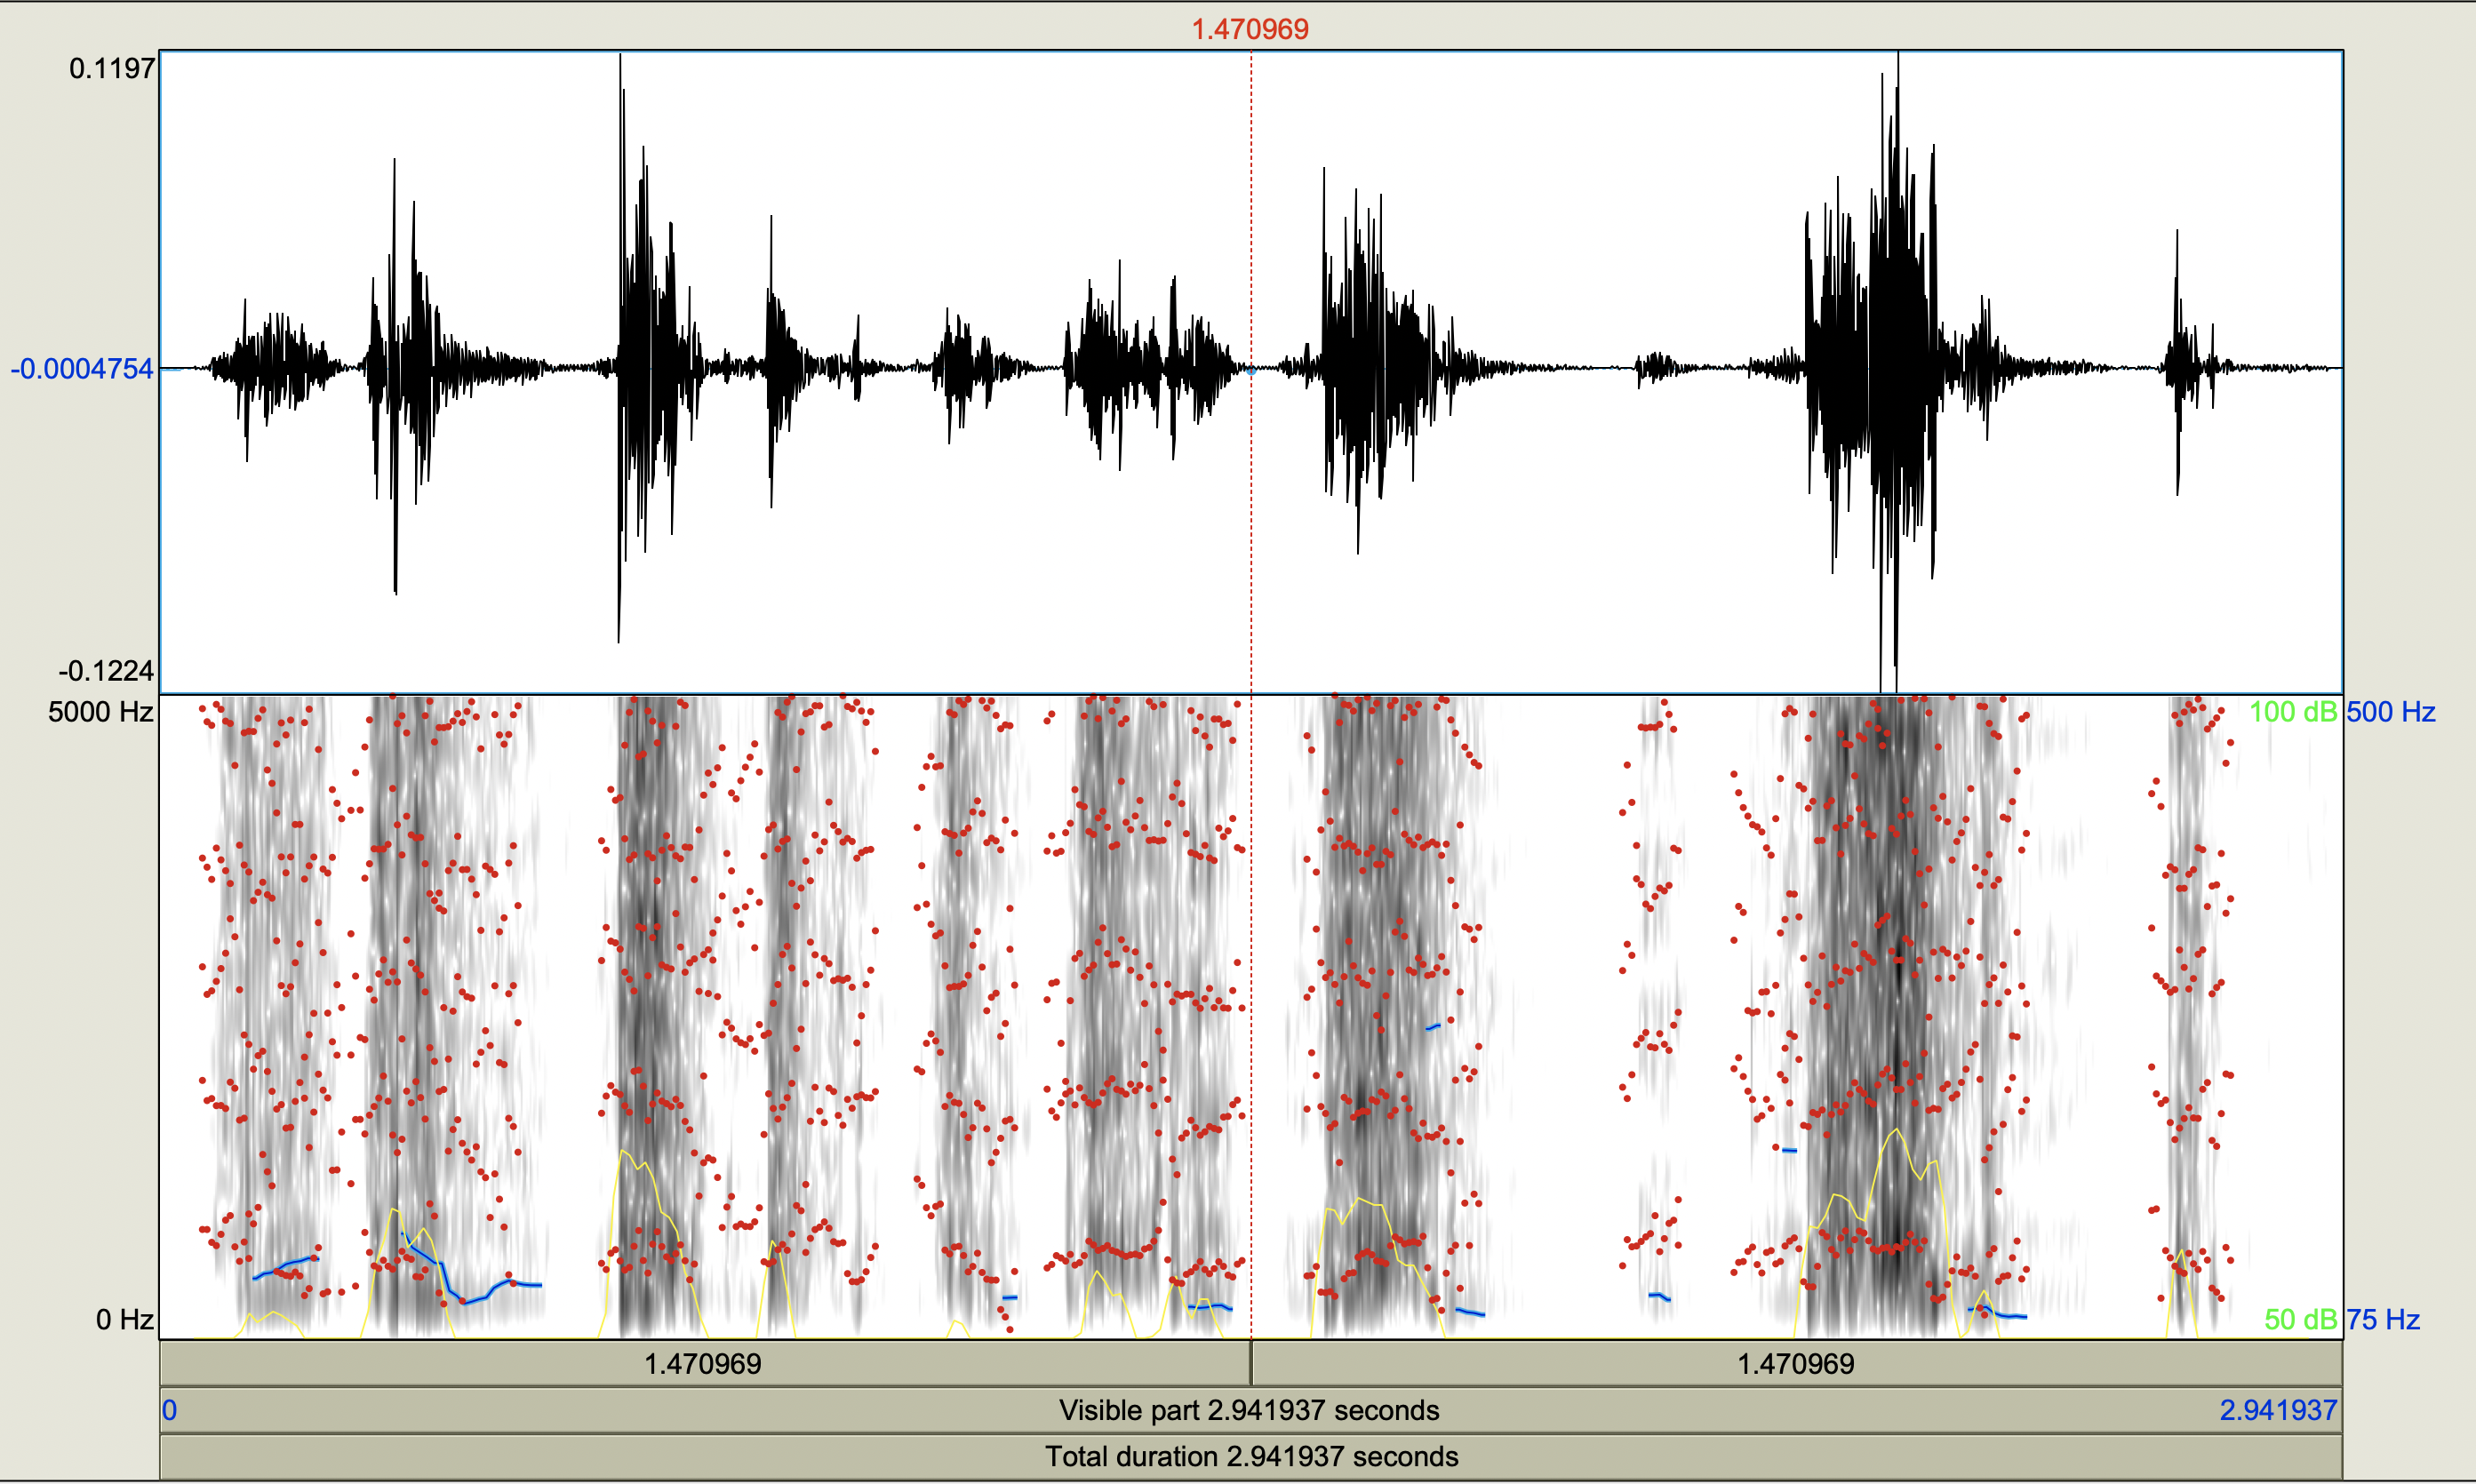 1.470969
0.1197
-0.0004754
-0.1224
5000 Hz
100 dB 500 Hz
0 Hz
50 dB 75 Hz
1.470969 1.470969
0 Visible part 2.941937 seconds 2.941937
Total duration 2.941937 seconds